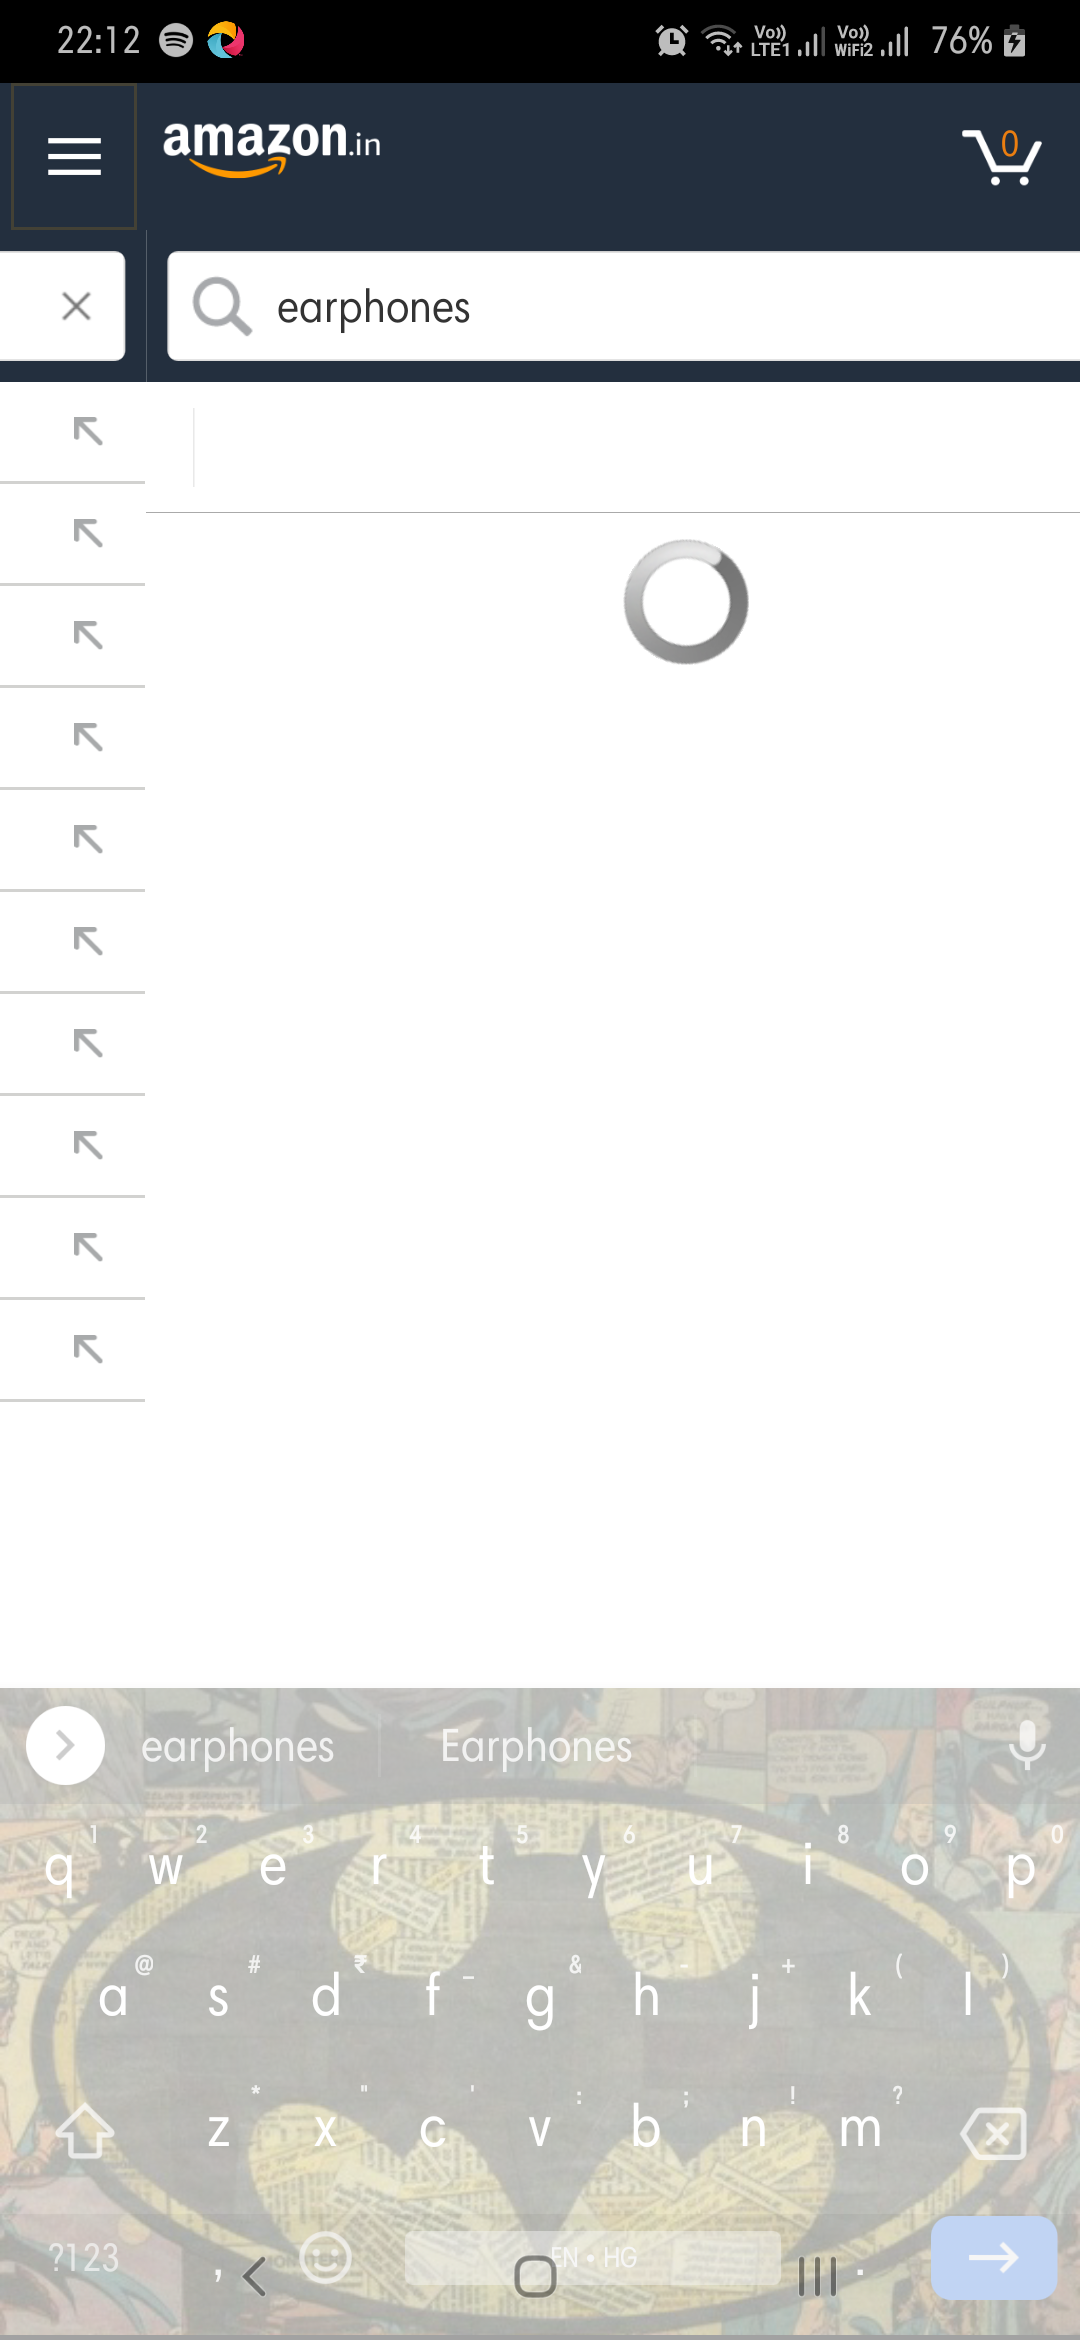 22:12 Vo)) LTE1 Vo)) WiFi2 76%
amazon.in 0
earphones
earphones Earphones
1 2 3 4 5 6 7 8 9 0
q w e r t y u i o p
@ # ₹ _ & - + ( )
a s d f g h j k l
* " ' : ; ! ?
z x c v b n m
?123 , EN • HG .